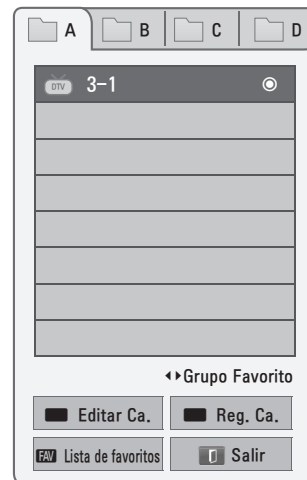 A B C D
DTV 3-1
Grupo Favorito
Editar Ca. Reg. Ca.
FAV Lista de favoritos Salir